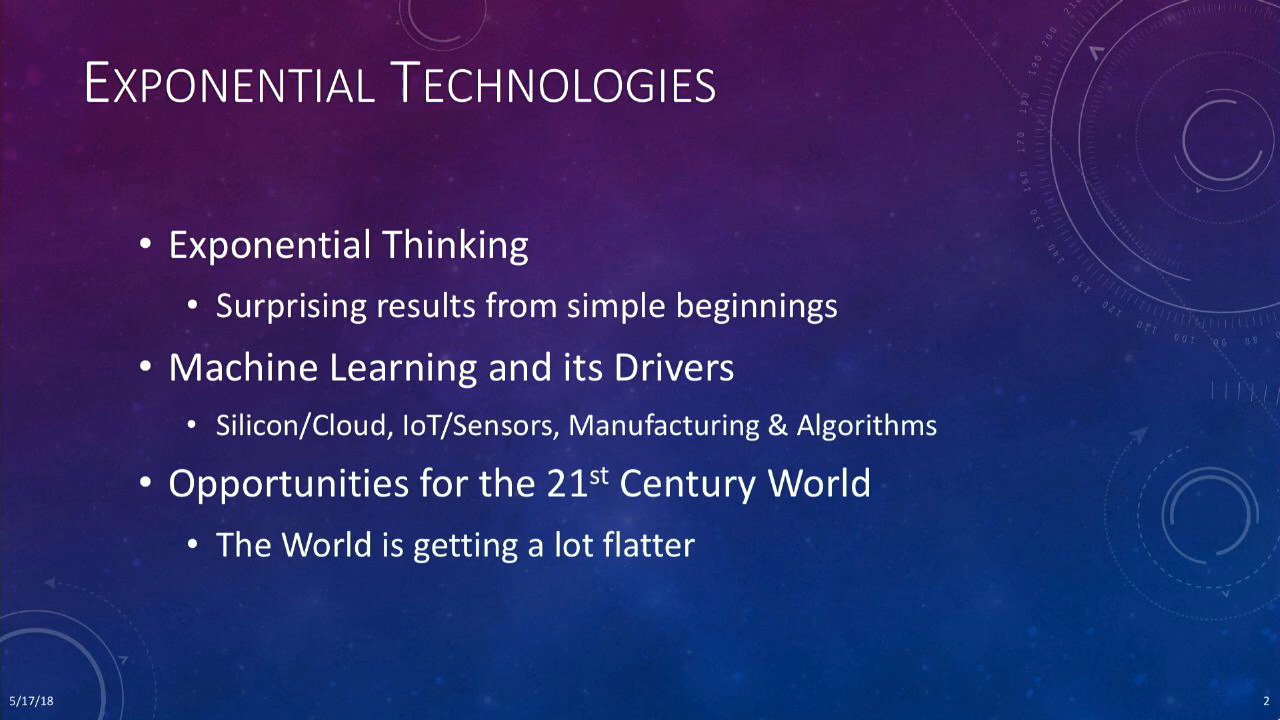 EXPONENTIAL TECHNOLOGIES
• Exponential Thinking
• Surprising results from simple beginnings
• Machine Learning and its Drivers
• Silicon/Cloud, IoT/Sensors, Manufacturing & Algorithms
• Opportunities for the 21st Century World
• The World is getting a lot flatter
5/17/18
2